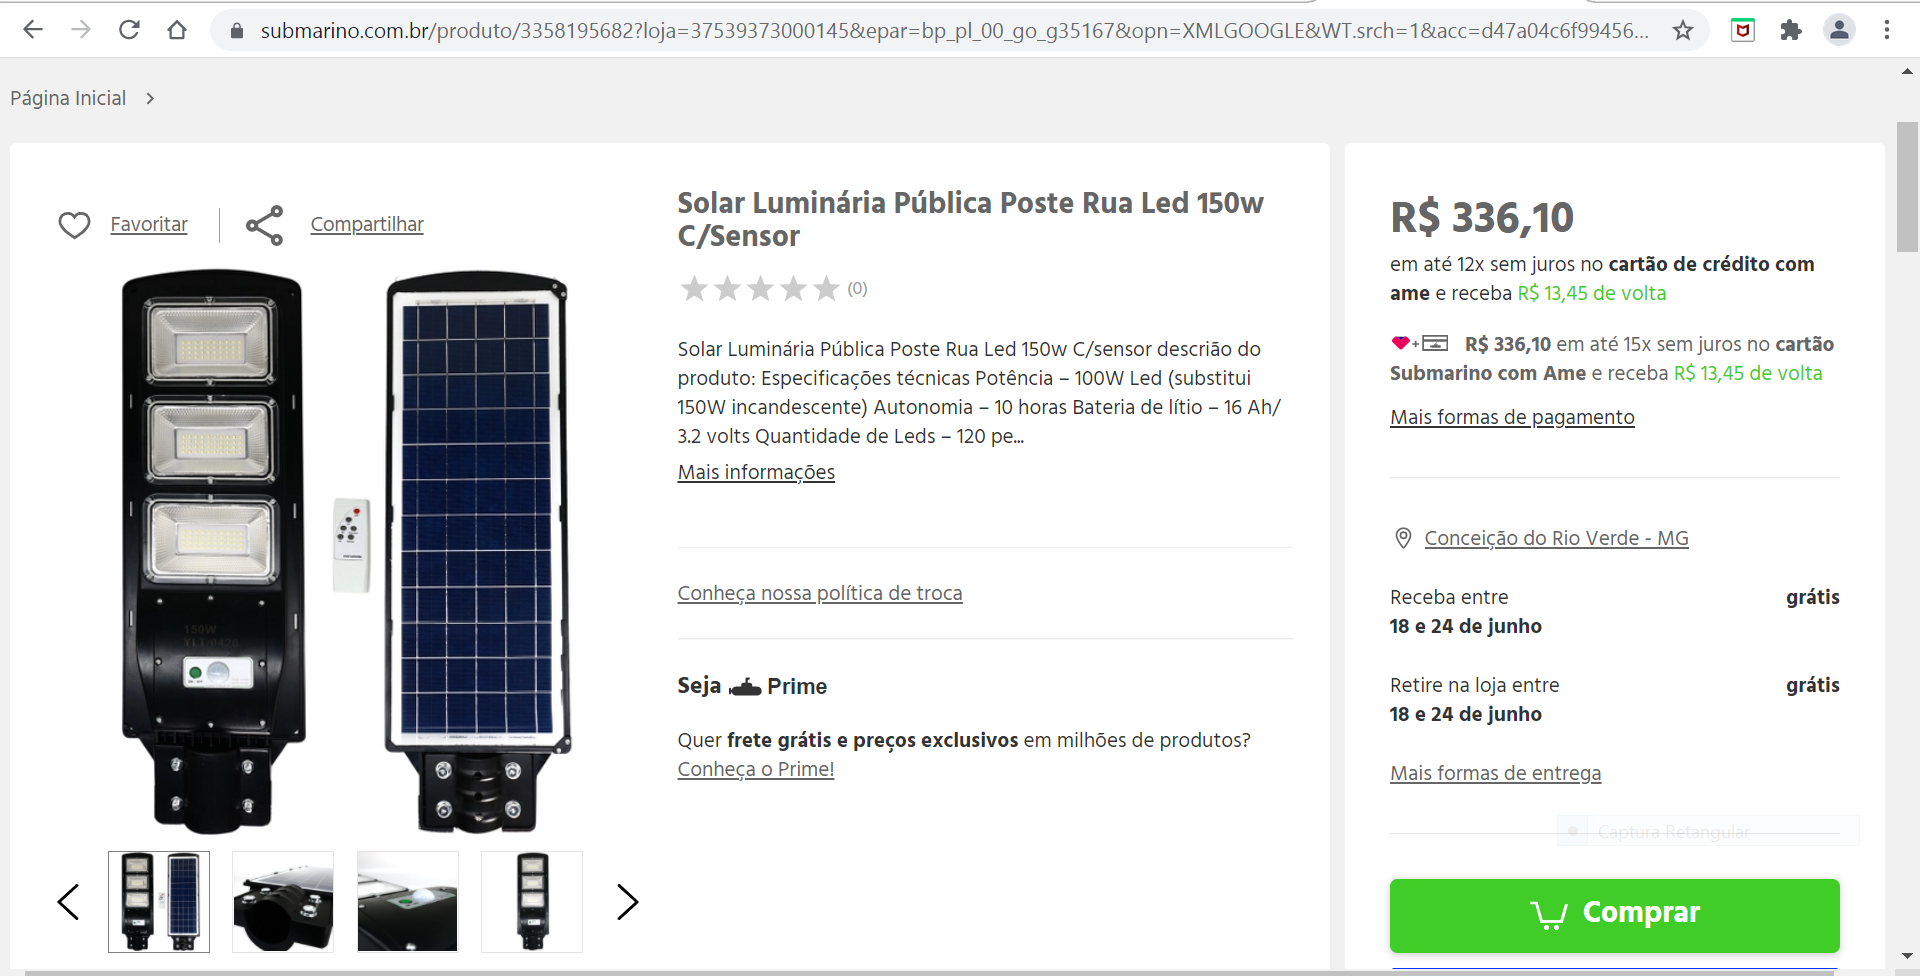 submarino.com.br/produto/3358195682?loja=37539373000145&epar=bp_pl_00_go_g35167&opn=XMLGOOGLE&WT.srch=1&acc=d47a04c6f99456...
Página Inicial
Favoritar
Compartilhar
150W
Solar Luminária Pública Poste Rua Led 150w
C/Sensor
(0)
Solar Luminária Pública Poste Rua Led 150w C/sensor descrião do
produto: Especificações técnicas Potência – 100W Led (substitui
150W incandescente) Autonomia – 10 horas Bateria de lítio – 16 Ah/
3.2 volts Quantidade de Leds – 120 pe...
Mais informações
Conheça nossa política de troca
Seja Prime
Quer frete grátis e preços exclusivos em milhões de produtos?
Conheça o Prime!
R$ 336,10
em até 12x sem juros no cartão de crédito com
ame e receba R$ 13,45 de volta
+ R$ 336,10 em até 15x sem juros no cartão
Submarino com Ame e receba R$ 13,45 de volta
Mais formas de pagamento
Conceição do Rio Verde - MG
Receba entre grátis
18 e 24 de junho
Retire na loja entre grátis
18 e 24 de junho
Mais formas de entrega
Captura Retangular
Comprar